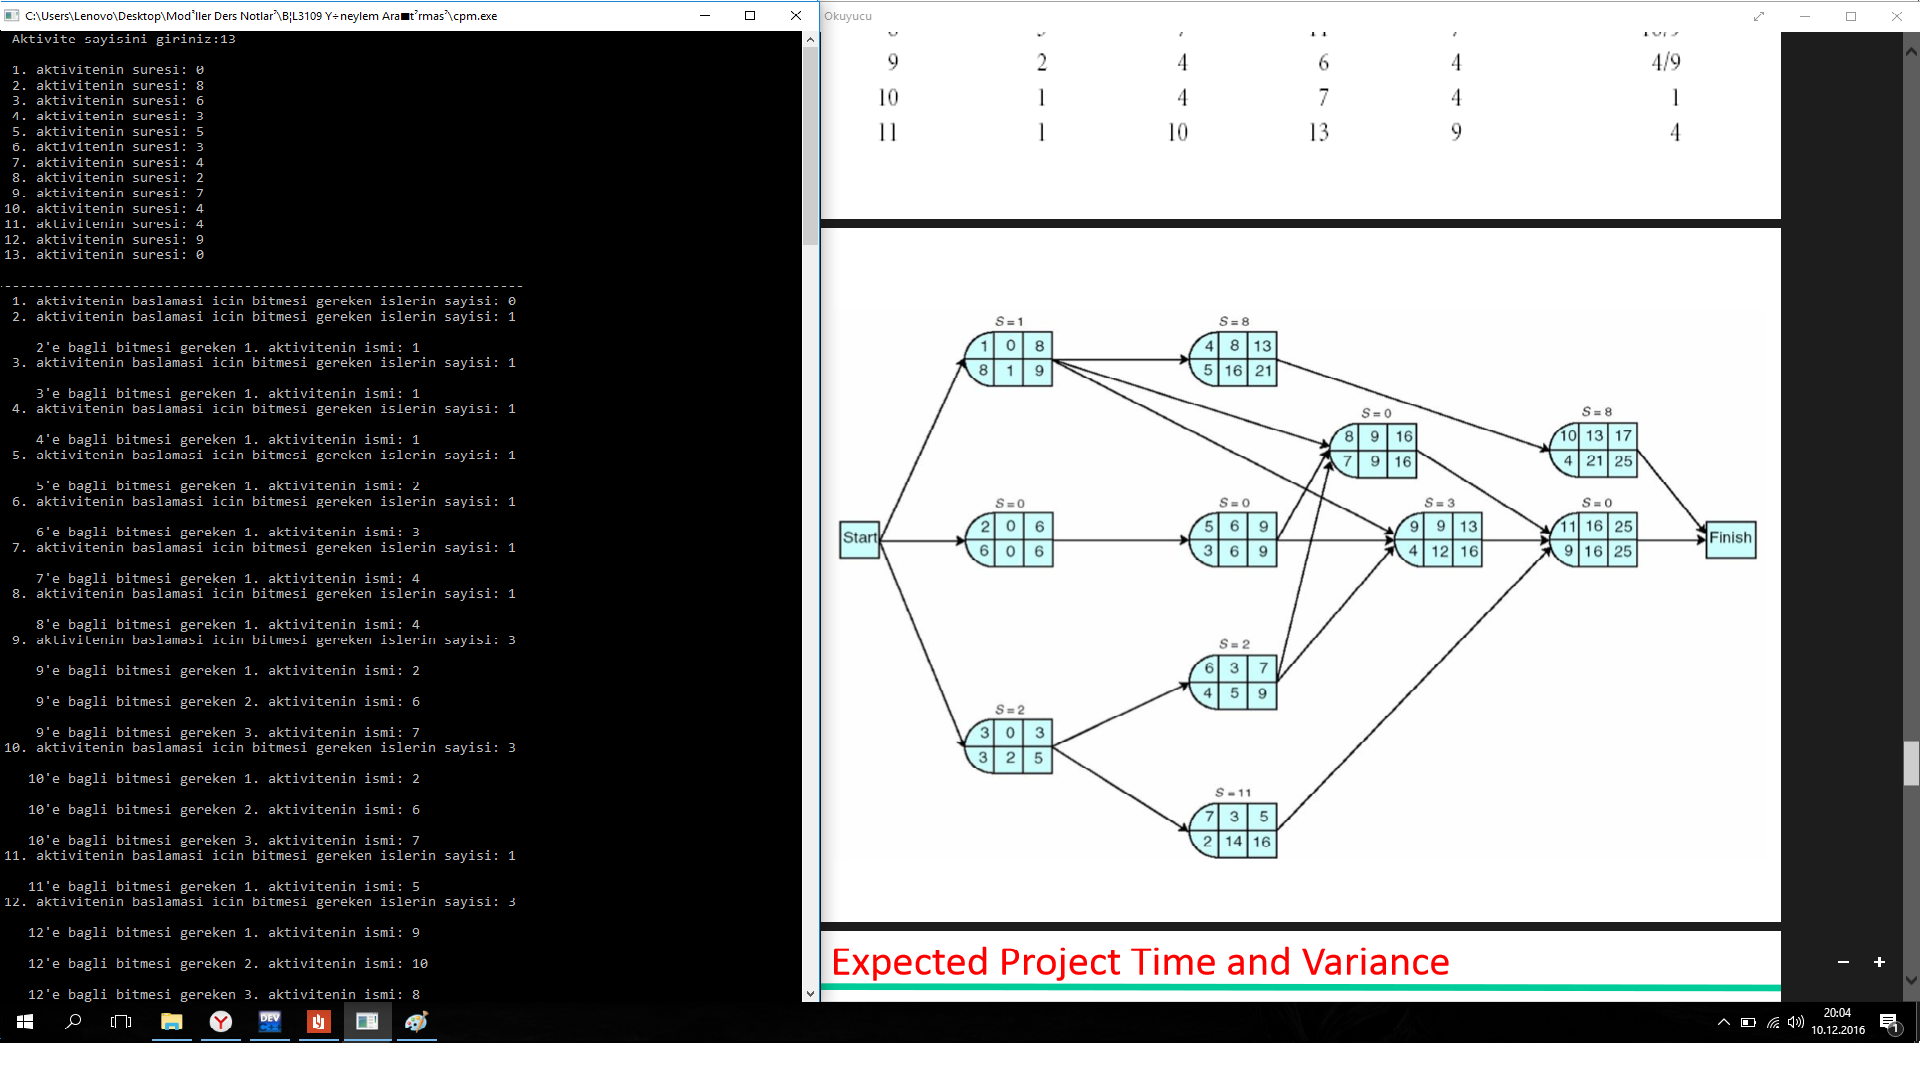 C:\Users\Lenovo\Desktop\Mod³ller Ders Notlar²\B¦L3109 Y÷neylem Ara■t²rmas²\cpm.exe
Aktivite sayisini giriniz:13
1. aktivitenin suresi: 0
2. aktivitenin suresi: 8
3. aktivitenin suresi: 6
4. aktivitenin suresi: 3
5. aktivitenin suresi: 5
6. aktivitenin suresi: 3
7. aktivitenin suresi: 4
8. aktivitenin suresi: 2
9. aktivitenin suresi: 7
10. aktivitenin suresi: 4
11. aktivitenin suresi: 4
12. aktivitenin suresi: 9
13. aktivitenin suresi: 0
-----------------------------------------------------------------
1. aktivitenin baslamasi icin bitmesi gereken islerin sayisi: 0
2. aktivitenin baslamasi icin bitmesi gereken islerin sayisi: 1
2'e bagli bitmesi gereken 1. aktivitenin ismi: 1
3. aktivitenin baslamasi icin bitmesi gereken islerin sayisi: 1
3'e bagli bitmesi gereken 1. aktivitenin ismi: 1
4. aktivitenin baslamasi icin bitmesi gereken islerin sayisi: 1
4'e bagli bitmesi gereken 1. aktivitenin ismi: 1
5. aktivitenin baslamasi icin bitmesi gereken islerin sayisi: 1
5'e bagli bitmesi gereken 1. aktivitenin ismi: 2
6. aktivitenin baslamasi icin bitmesi gereken islerin sayisi: 1
6'e bagli bitmesi gereken 1. aktivitenin ismi: 3
7. aktivitenin baslamasi icin bitmesi gereken islerin sayisi: 1
7'e bagli bitmesi gereken 1. aktivitenin ismi: 4
8. aktivitenin baslamasi icin bitmesi gereken islerin sayisi: 1
8'e bagli bitmesi gereken 1. aktivitenin ismi: 4
9. aktivitenin baslamasi icin bitmesi gereken islerin sayisi: 3
9'e bagli bitmesi gereken 1. aktivitenin ismi: 2
9'e bagli bitmesi gereken 2. aktivitenin ismi: 6
9'e bagli bitmesi gereken 3. aktivitenin ismi: 7
10. aktivitenin baslamasi icin bitmesi gereken islerin sayisi: 3
10'e bagli bitmesi gereken 1. aktivitenin ismi: 2
10'e bagli bitmesi gereken 2. aktivitenin ismi: 6
10'e bagli bitmesi gereken 3. aktivitenin ismi: 7
11. aktivitenin baslamasi icin bitmesi gereken islerin sayisi: 1
11'e bagli bitmesi gereken 1. aktivitenin ismi: 5
12. aktivitenin baslamasi icin bitmesi gereken islerin sayisi: 3
12'e bagli bitmesi gereken 1. aktivitenin ismi: 9
12'e bagli bitmesi gereken 2. aktivitenin ismi: 10
12'e bagli bitmesi gereken 3. aktivitenin ismi: 8
Okuyucu
9 2 4 6 4 4/9
10 1 4 7 4 1
11 1 10 13 9 4
S=1
1 0 8
8 1 9
S=8
4 8 13
5 16 21
S=0
8 9 16
7 9 16
S=8
10 13 17
4 21 25
Start
S=0
2 0 6
6 0 6
S=0
5 6 9
3 6 9
S=3
9 9 13
4 12 16
S=0
11 16 25
9 16 25
Finish
S=2
6 3 7
4 5 9
S=2
3 0 3
3 2 5
S=11
7 3 5
2 14 16
Expected Project Time and Variance
DEV
20:04
10.12.2016
1